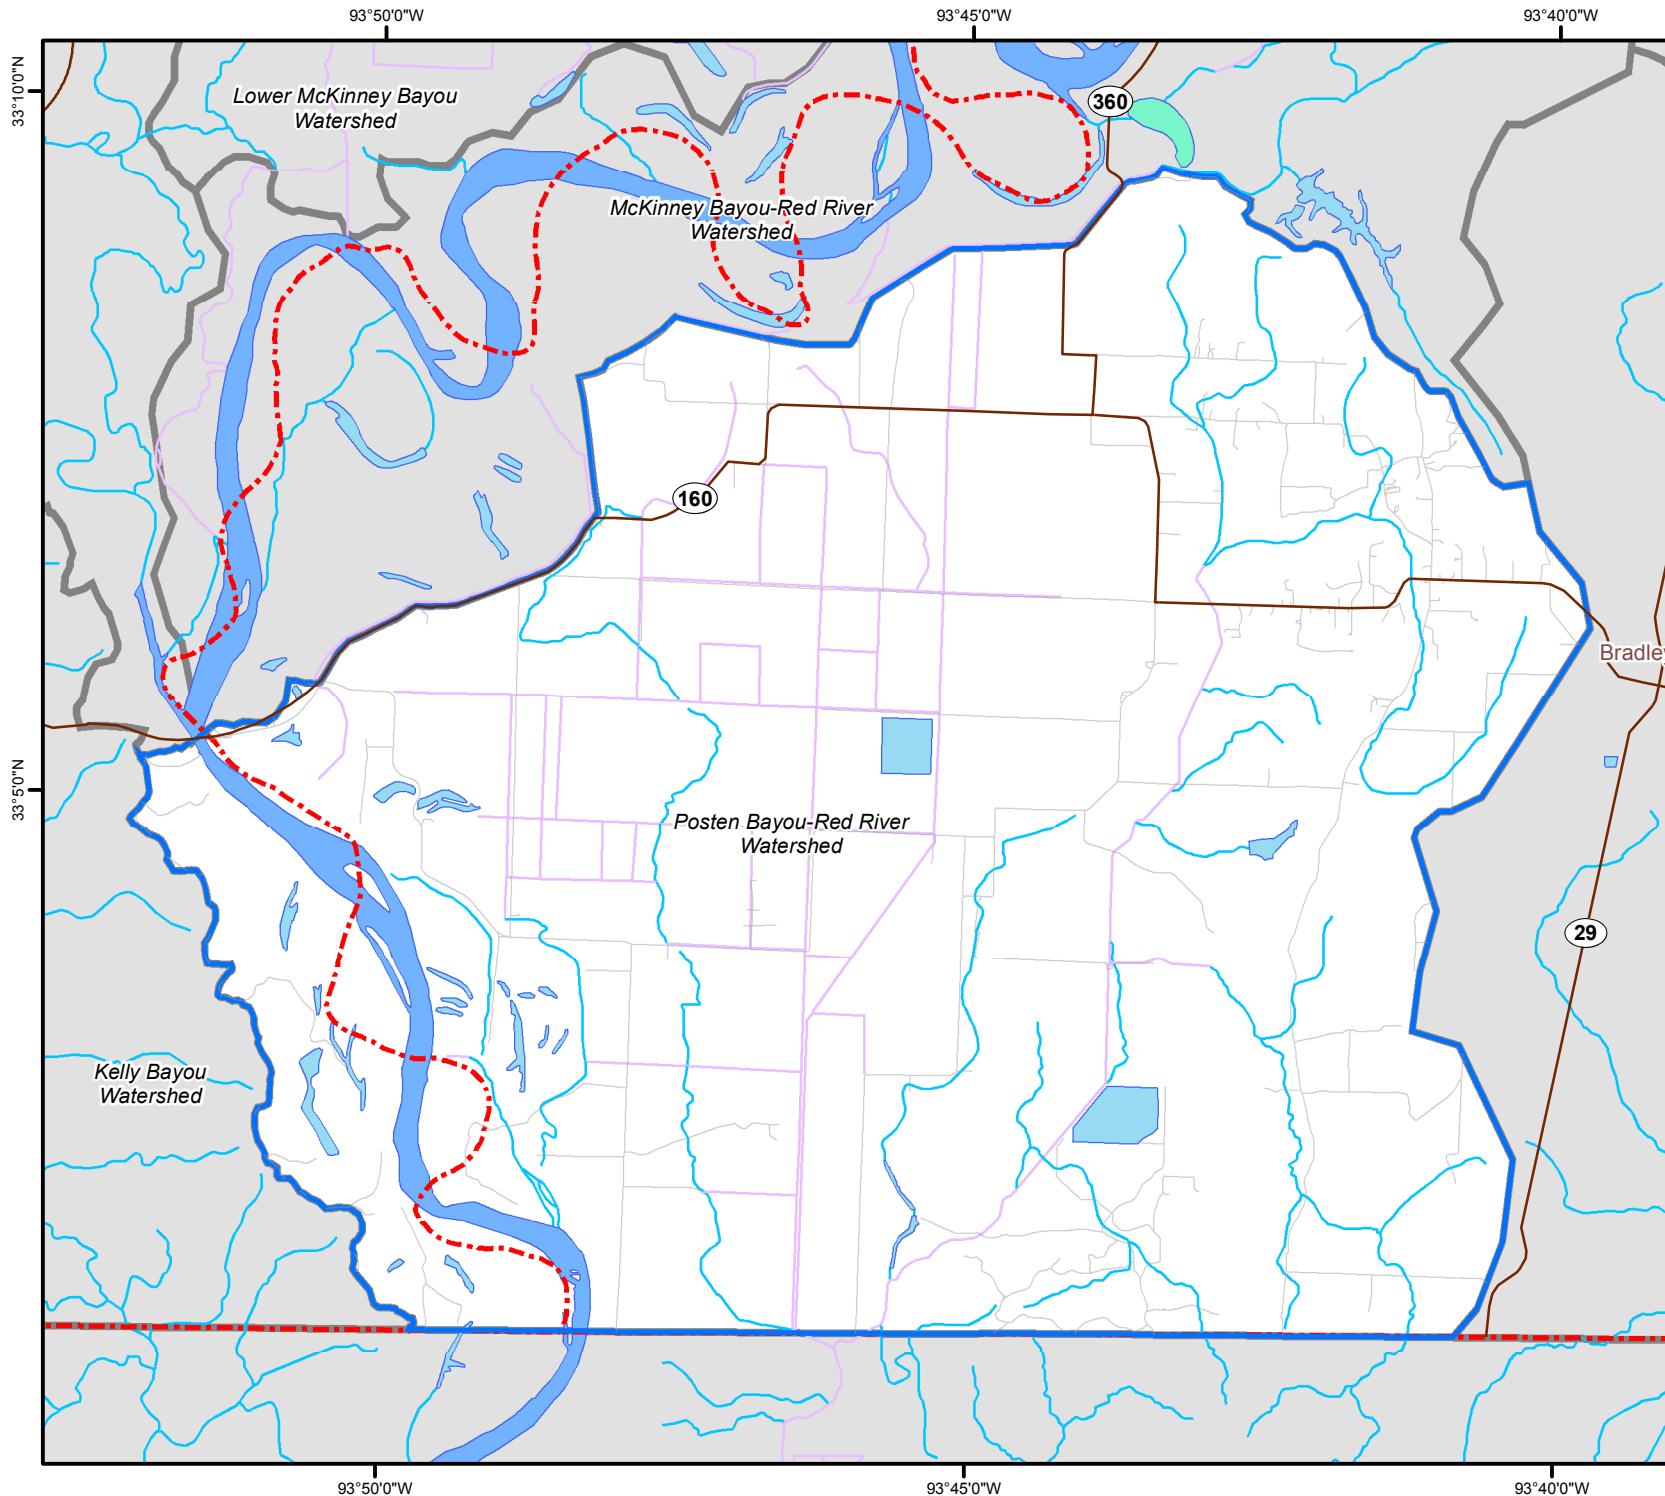 93°50'0"W
93°45'0"W
93°40'0"W
33°10'0"N
Lower McKinney Bayou
Watershed
360
McKinney Bayou-Red River
Watershed
160
Bradley
33°5'0"N
Posten Bayou-Red River
Watershed
29
Kelly Bayou
Watershed
93°50'0"W
93°45'0"W
93°40'0"W